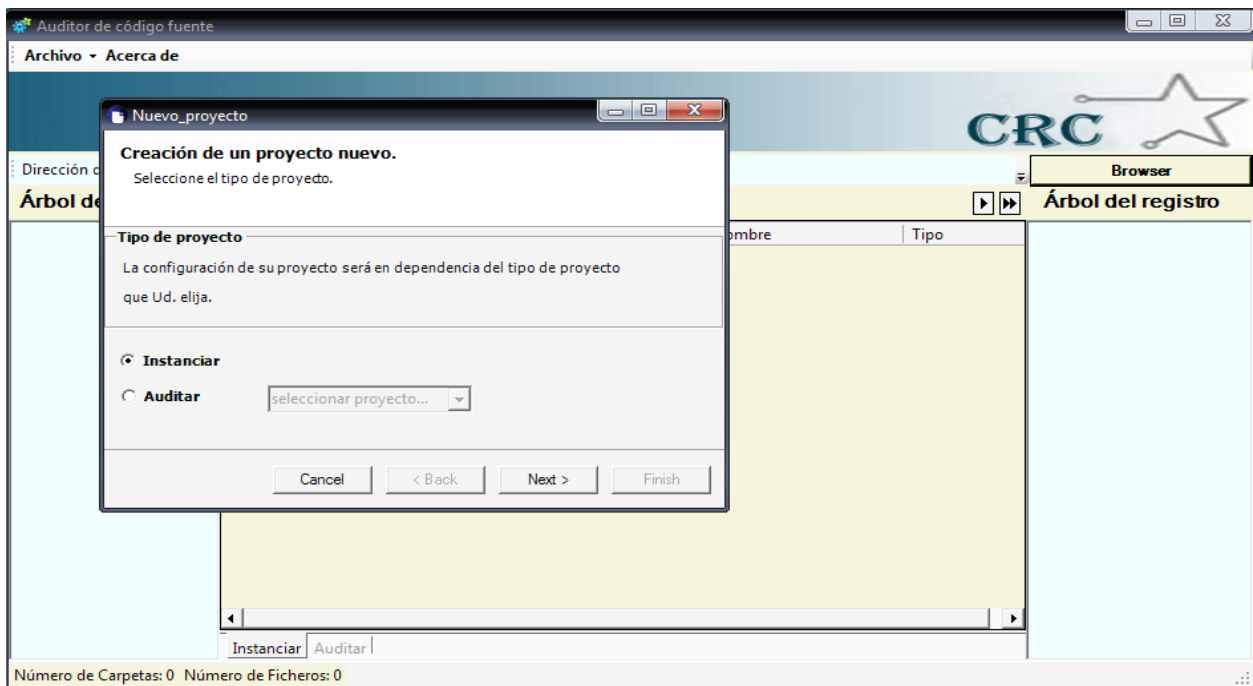 Auditor de código fuente
Archivo Acerca de
CRC
Nuevo_proyecto
Creación de un proyecto nuevo.
Seleccione el tipo de proyecto.
Dirección
Browser
Árbol
Árbol del registro
Tipo
Tipo de proyecto
La configuración de su proyecto será en dependencia del tipo de proyecto
que Ud. elija.
Instanciar
Auditar seleccionar proyecto...
Cancel < Back Next > Finish
Instanciar Auditar
Número de Carpetas: 0 Número de Ficheros: 0